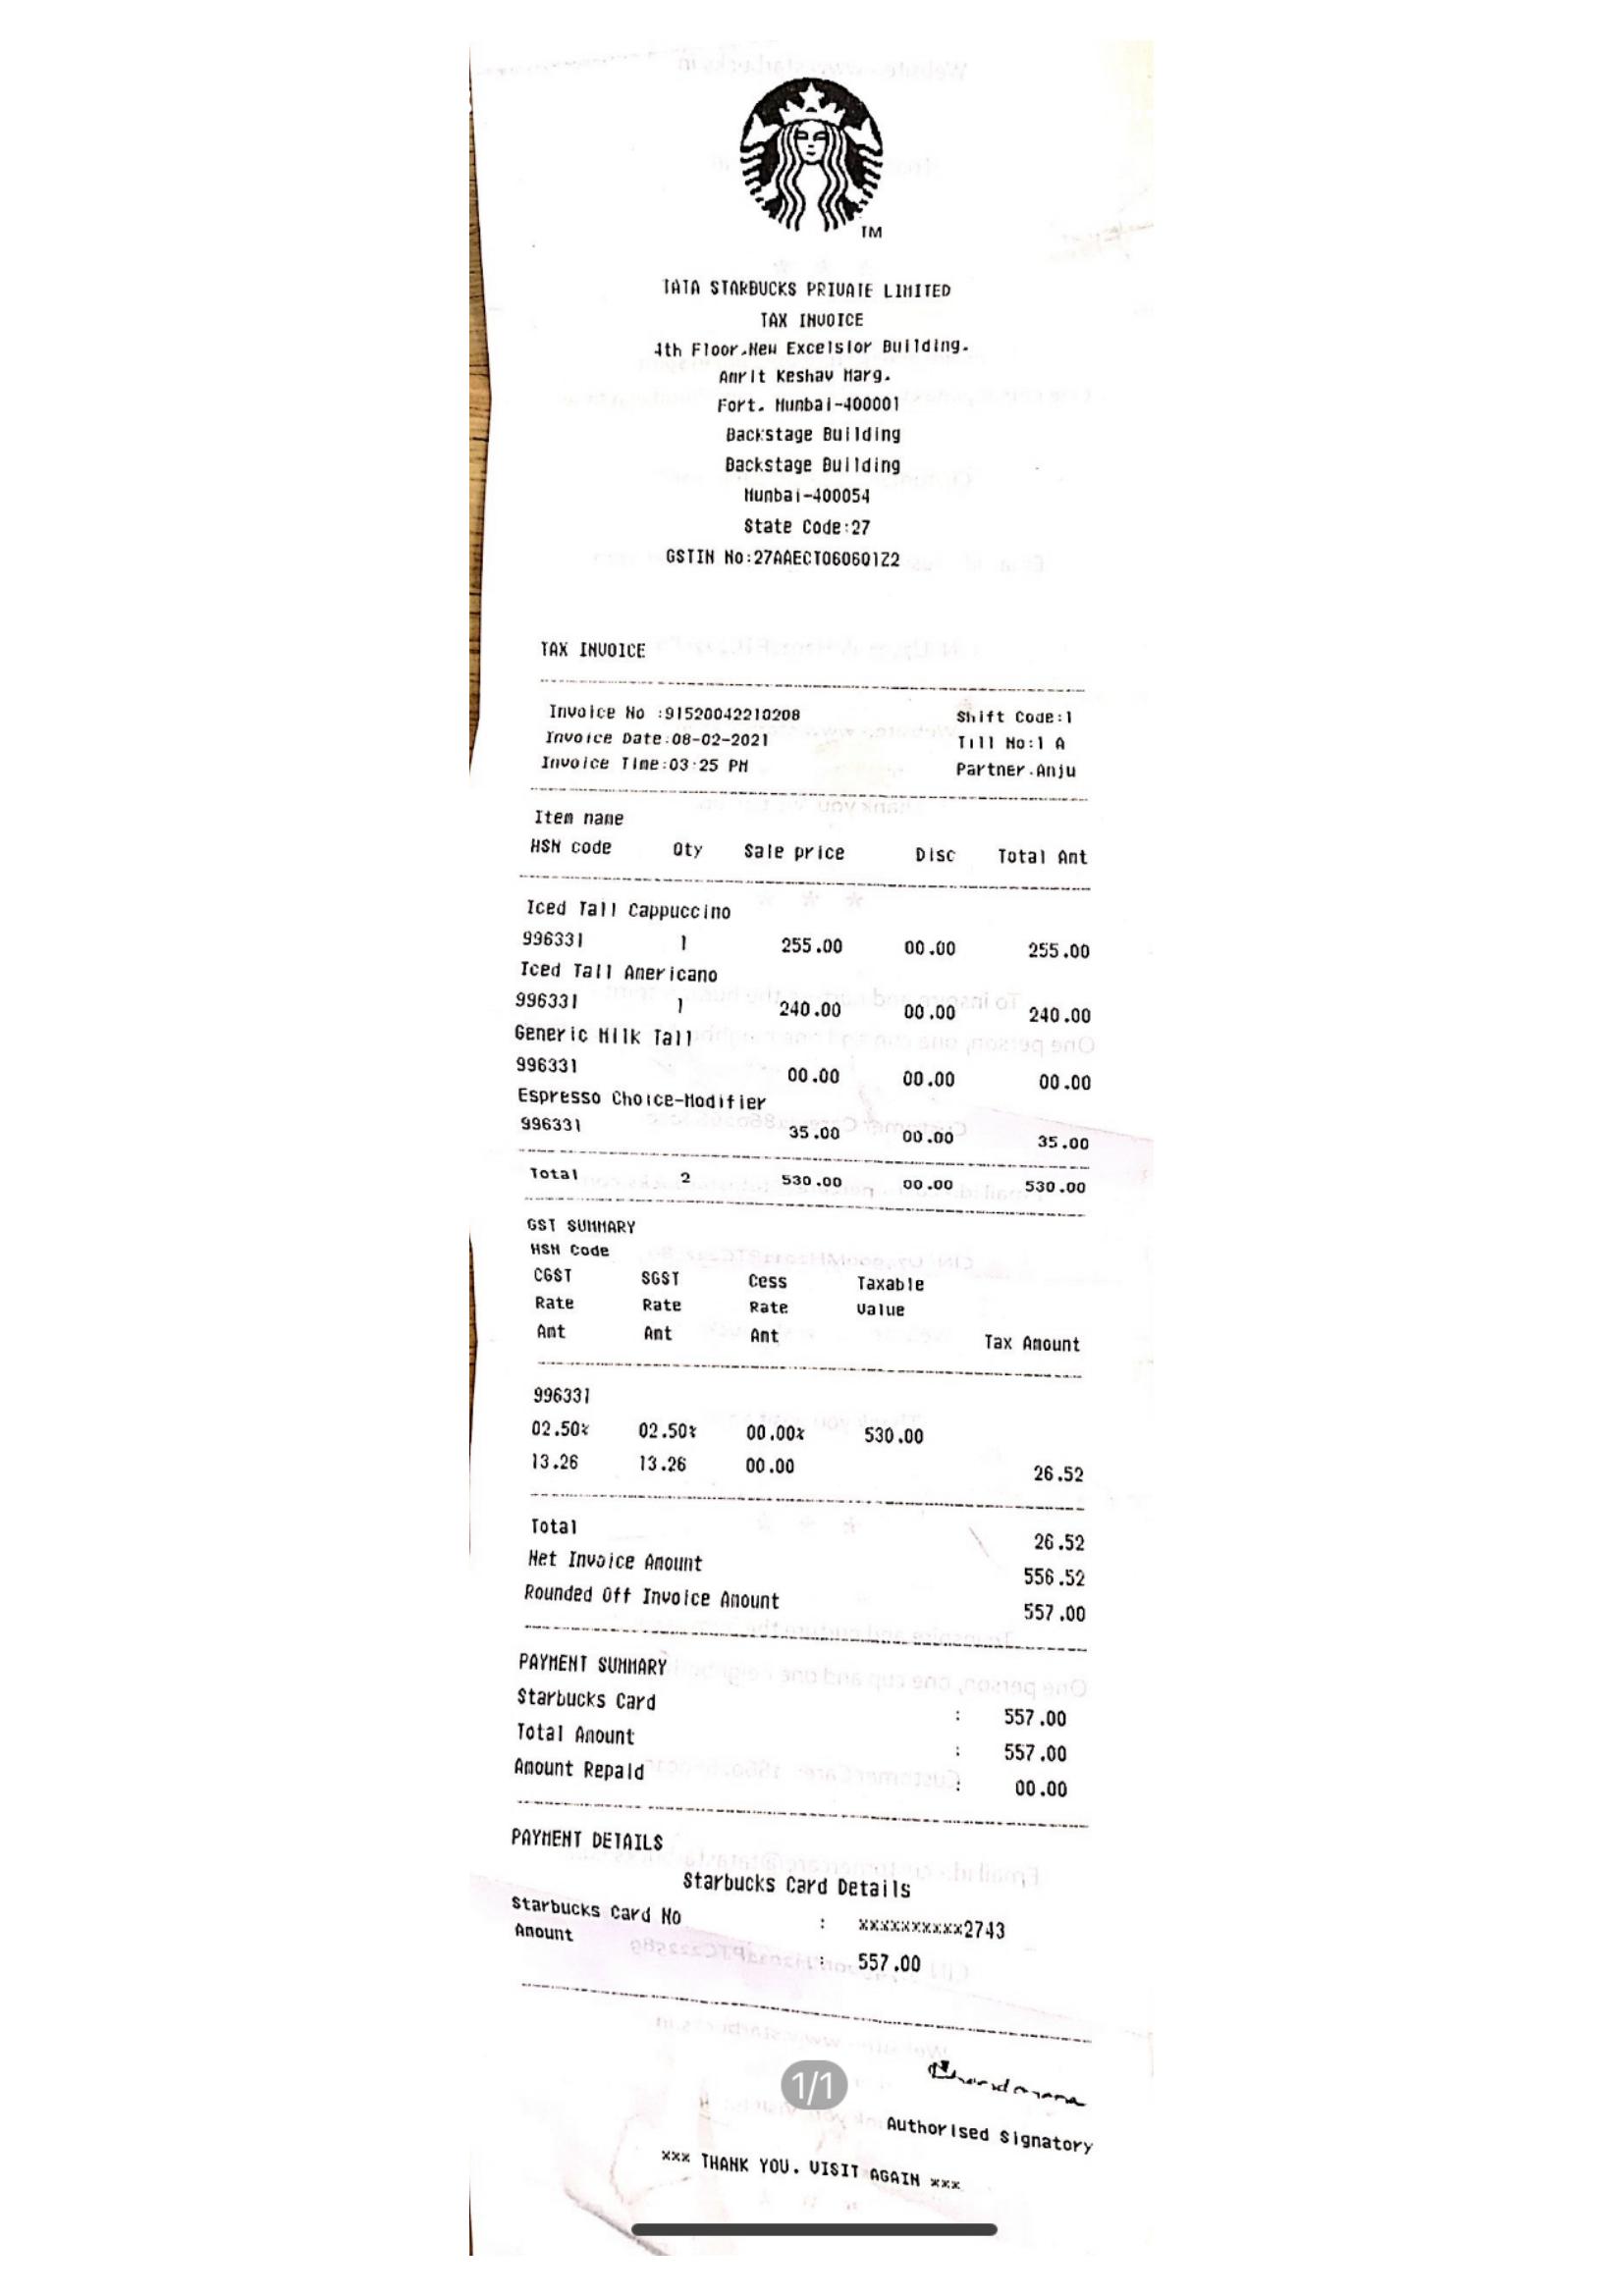 TM
TATA STARBUCKS PRIVATE LIMITED
TAX INVOICE
4th Floor,New Excelsior Building,
Amrit Keshav Marg,
Fort, Mumbai-400001
Backstage Building
Backstage Building
Mumbai-400054
State Code:27
GSTIN No:27AAECT0606Q1Z2
TAX INVOICE
Invoice No :91520042210208 Shift Code:1
Invoice Date:08-02-2021 Till No:1 A
Invoice Time:03:25 PM Partner:Anju
Item name
HSN code Qty Sale price Disc Total Amt
Iced Tall Cappuccino
996331 1 255.00 00.00 255.00
Iced Tall Americano
996331 1 240.00 00.00 240.00
Generic Milk Tall
996331 00.00 00.00 00.00
Espresso Choice-Modifier
996331 35.00 00.00 35.00
Total 2 530.00 00.00 530.00
GST SUMMARY
HSN Code
CGST SGST Cess Taxable
Rate Rate Rate Value
Amt Amt Amt Tax Amount
996331
02.50% 02.50% 00.00% 530.00
13.26 13.26 00.00 26.52
Total 26.52
Net Invoice Amount 556.52
Rounded Off Invoice Amount 557.00
PAYMENT SUMMARY
Starbucks Card : 557.00
Total Amount : 557.00
Amount Repaid : 00.00
PAYMENT DETAILS
Starbucks Card Details
Starbucks Card No : xxxxxxxxxx2743
Amount : 557.00
1/1
Authorised Signatory
*** THANK YOU. VISIT AGAIN ***